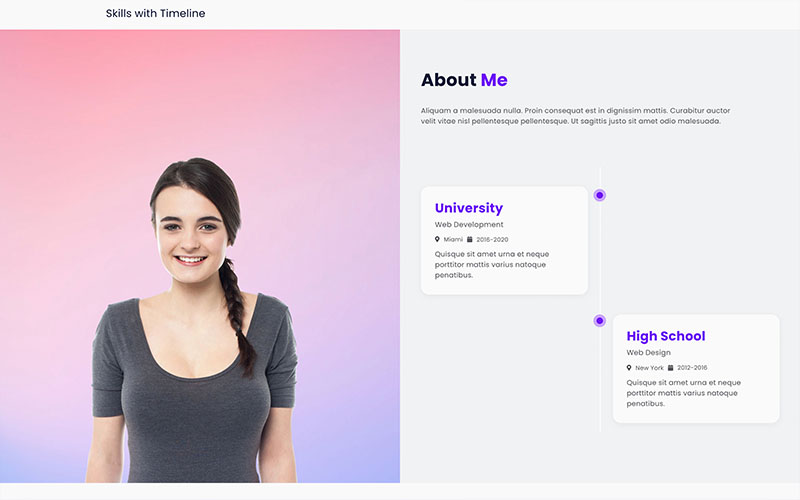 Skills with Timeline
About Me
Aliquam a malesuada nulla. Proin consequat est in dignissim mattis. Curabitur auctor
velit vitae nisl pellentesque pellentesque. Ut sagittis justo sit amet odio malesuada.
University
Web Development
Miami 2016-2020
Quisque sit amet urna et neque
porttitor mattis varius natoque
penatibus.
High School
Web Design
New York 2012-2016
Quisque sit amet urna et neque
porttitor mattis varius natoque
penatibus.